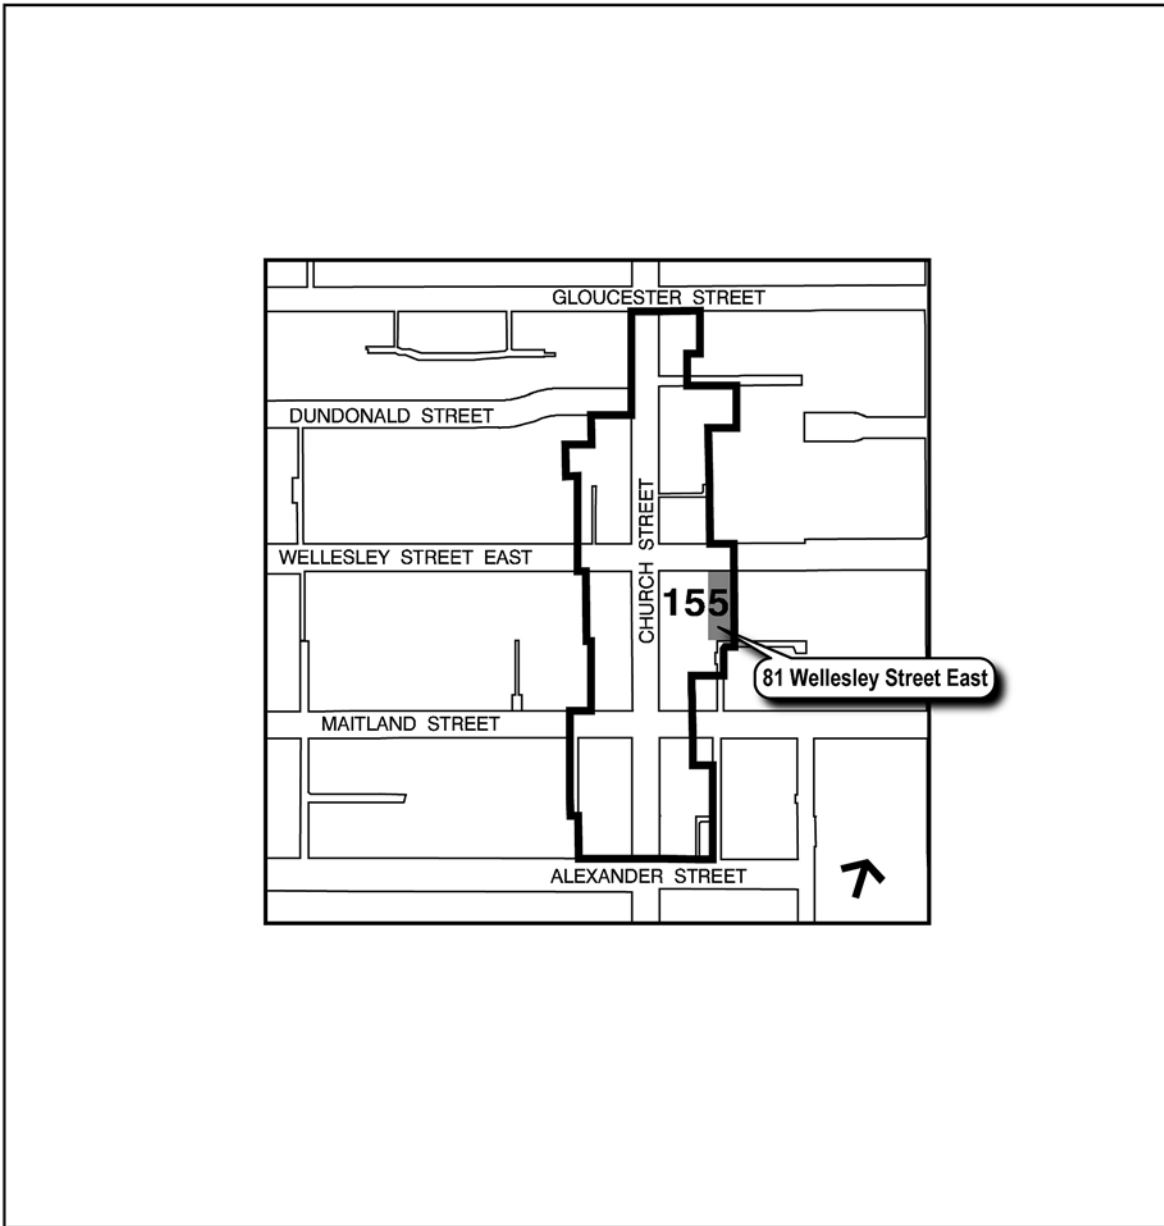 GLOUCESTER STREET
DUNDONALD STREET
CHURCH STREET
WELLESLEY STREET EAST
155
81 Wellesley Street East
MAITLAND STREET
ALEXANDER STREET